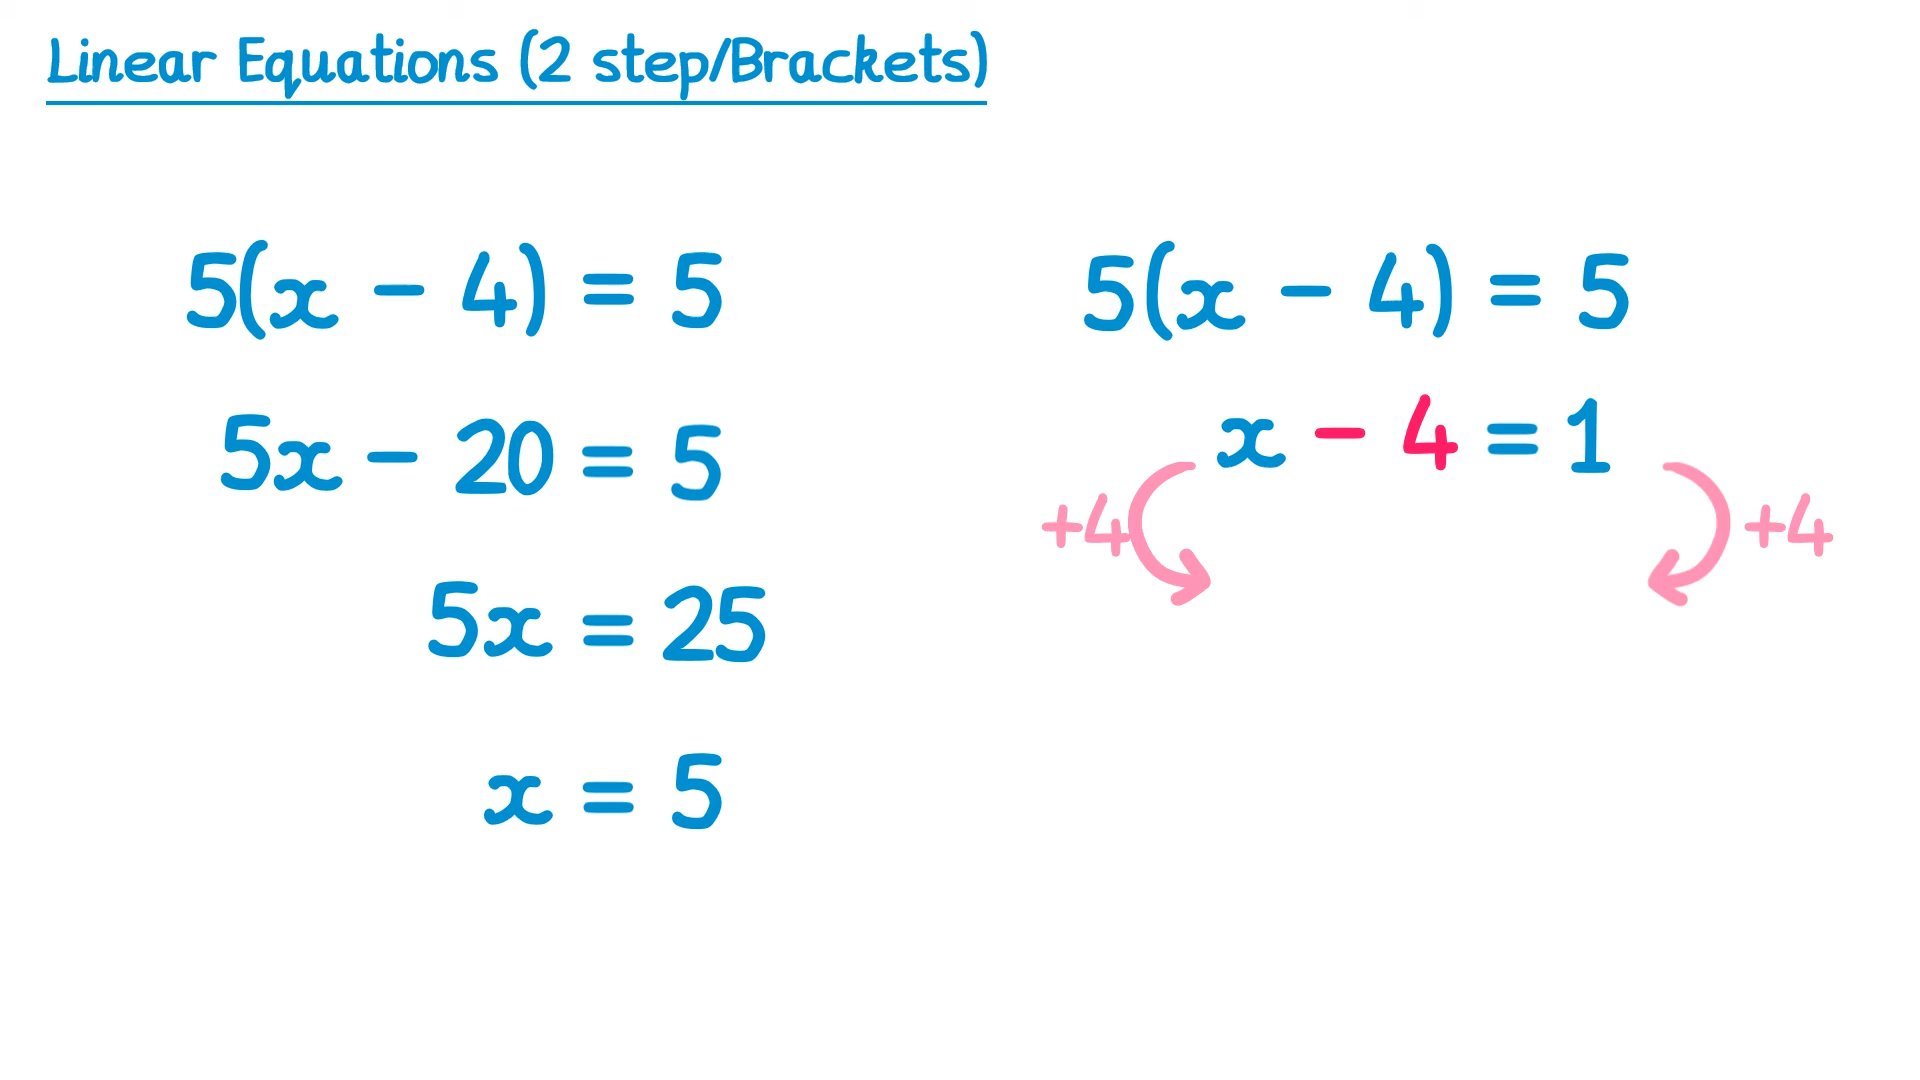 Linear Equations (2 step/Brackets)
5(x − 4) = 5
5x − 20 = 5
5x = 25
x = 5
5(x − 4) = 5
x − 4 = 1
+4 +4